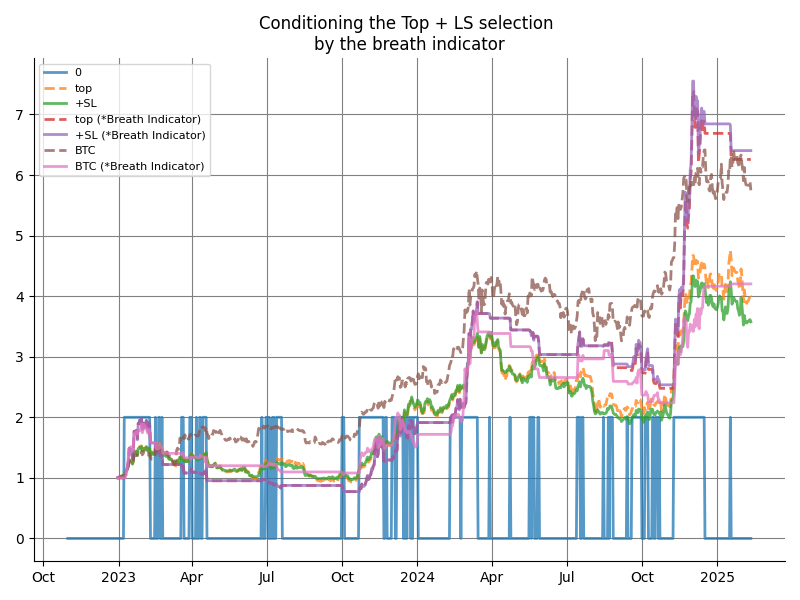 Conditioning the Top + LS selection
by the breath indicator
0
top
+SL
top (*Breath Indicator)
+SL (*Breath Indicator)
BTC
BTC (*Breath Indicator)
7
6
5
4
3
2
1
0
Oct 2023 Apr Jul Oct 2024 Apr Jul Oct 2025